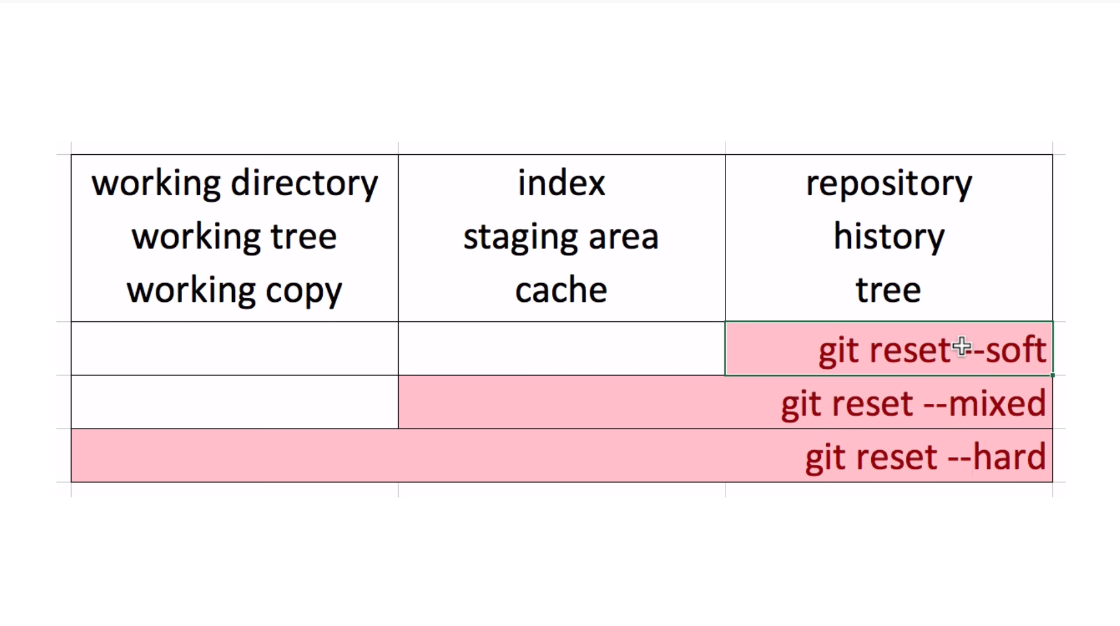 working directory
working tree
working copy
index
staging area
cache
repository
history
tree
git reset --soft
git reset --mixed
git reset --hard